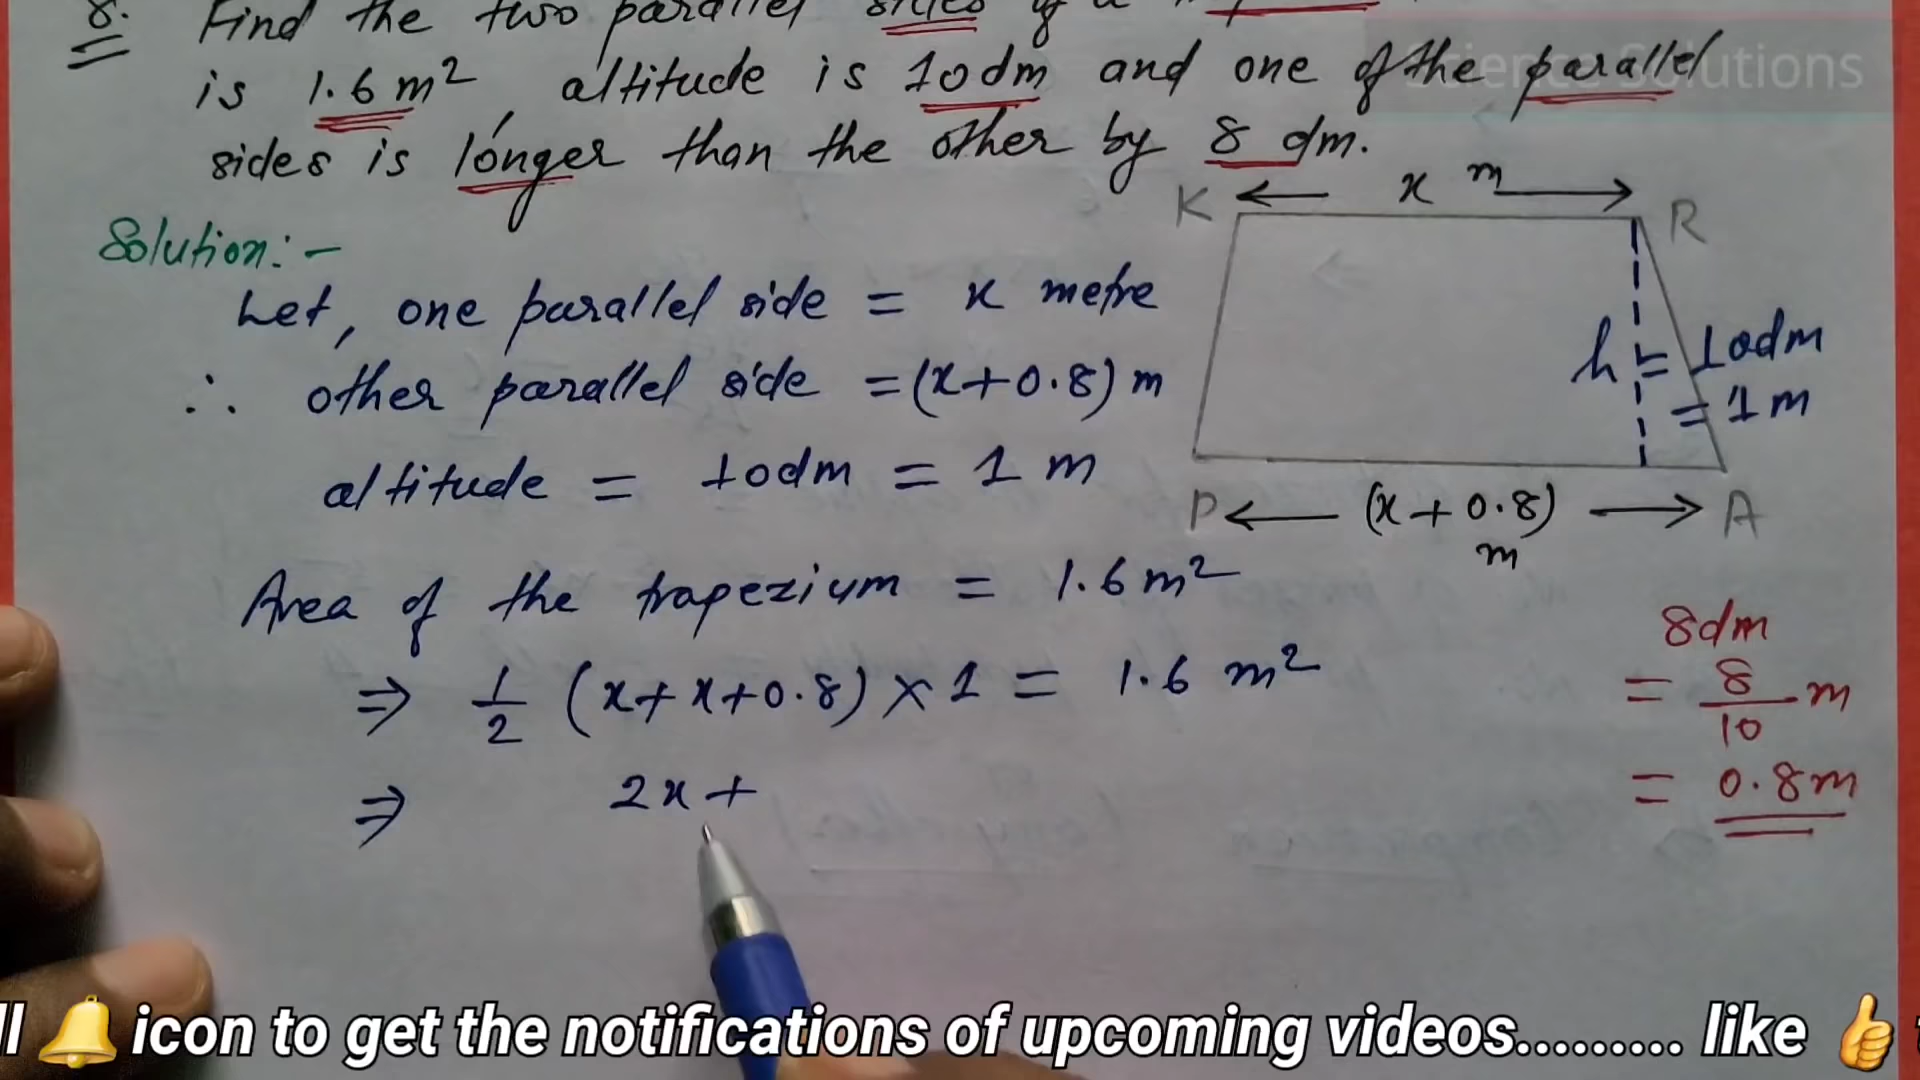 8. Find the two parallel sides of a
is 1.6 m², altitude is 10 dm and one of the parallel
Science Solutions
sides is longer than the other by 8 dm.
K x m R
Solution:-
Let, one parallel side = x metre
∴ other parallel side = (x+0.8) m
h = 10dm
= 1m
altitude = 10dm = 1 m
P (x+0.8) A
m
Area of the trapezium = 1.6 m²
⇒ 1/2 (x+x+0.8) × 1 = 1.6 m²
⇒ 2x +
8dm
= 8/10 m
= 0.8m
icon to get the notifications of upcoming videos......... like